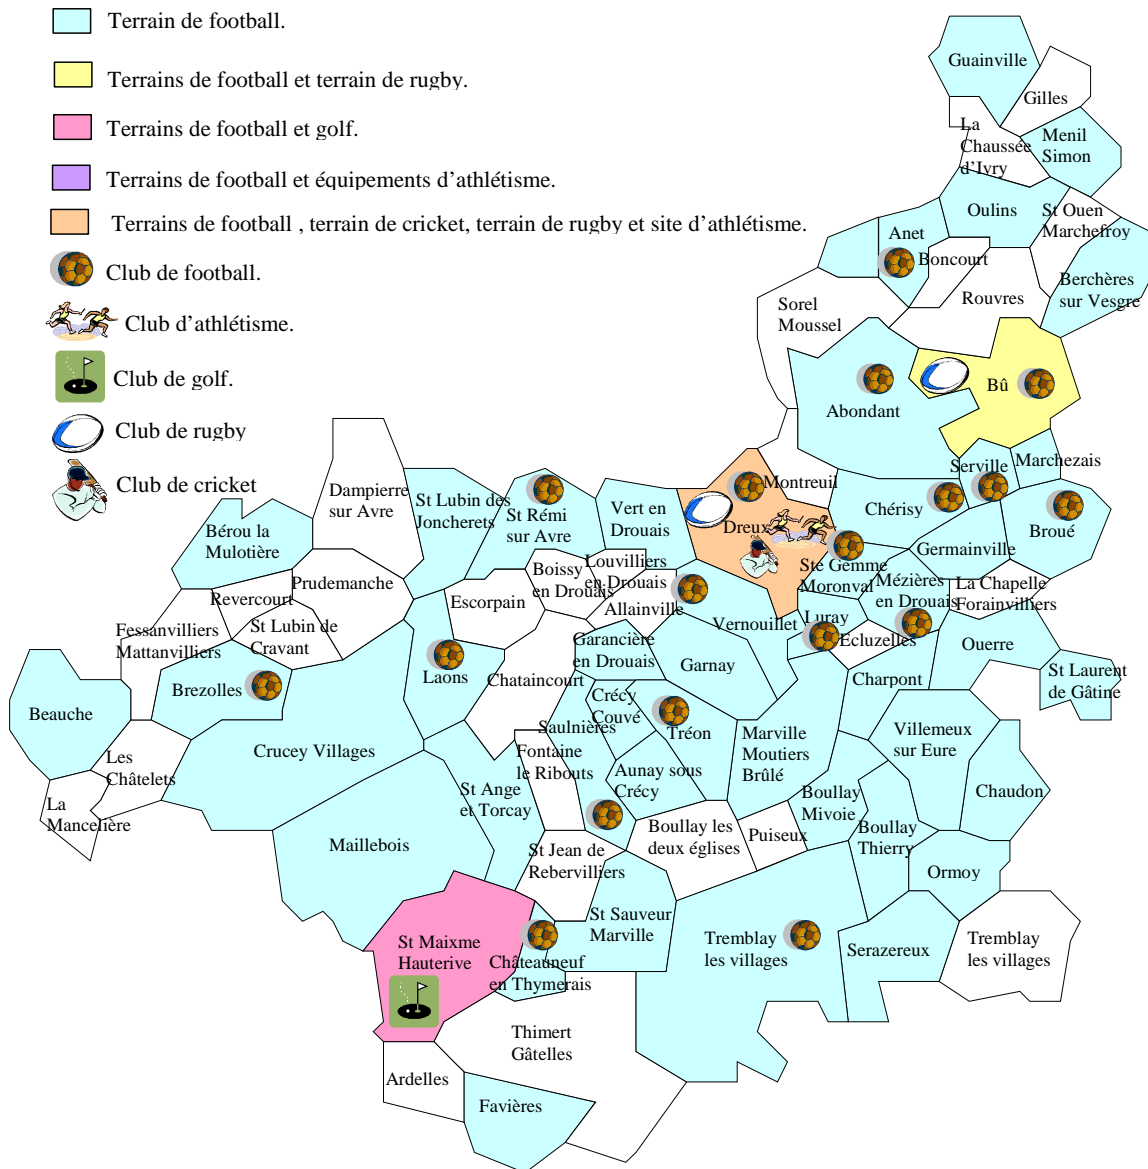 Terrain de football.
Terrains de football et terrain de rugby.
Terrains de football et golf.
Terrains de football et équipements d'athlétisme.
Terrains de football , terrain de cricket, terrain de rugby et site d'athlétisme.
Club de football.
Club d'athlétisme.
Club de golf.
Club de rugby
Club de cricket
Guainville
Gilles
La
Chaussée
d'Ivry
Menil
Simon
Oulins
St Ouen
Marchefroy
Anet
Boncourt
Berchères
sur Vesgre
Rouvres
Sorel
Moussel
Bû
Abondant
Serville
Marchezais
Montreuil
Chérisy
Broué
Dreux
Germainville
Dampierre
sur Avre
St Lubin des
Joncherets
St Rémi
sur Avre
Vert en
Drouais
Bérou la
Mulotière
Ste Gemme
Moronval
Mézières
en Drouais
La Chapelle
Forainvilliers
Louvilliers
en Drouais
Boissy
en Drouais
Prudemanche
Revercourt
Escorpain
Allainville
Vernouillet
Luray
Ecluzelles
Ouerre
Fessanvilliers
Mattanvilliers
St Lubin de
Cravant
Garancière
en Drouais
Garnay
Charpont
St Laurent
de Gâtine
Brezolles
Laons
Chataincourt
Crécy
Couvé
Beauche
Saulnières
Tréon
Marville
Moutiers
Brûlé
Villemeux
sur Eure
Les
Châtelets
Crucey Villages
Fontaine
le Ribouts
Aunay sous
Crécy
St Ange
et Torcay
Boullay
Mivoie
Chaudon
La
Mancelière
Boullay les
deux églises
Puiseux
Boullay
Thierry
Maillebois
St Jean de
Rebervilliers
Ormoy
St Sauveur
Marville
St Maixme
Hauterive
Châteauneuf
en Thymerais
Tremblay
les villages
Serazereux
Tremblay
les villages
Thimert
Gâtelles
Ardelles
Favières